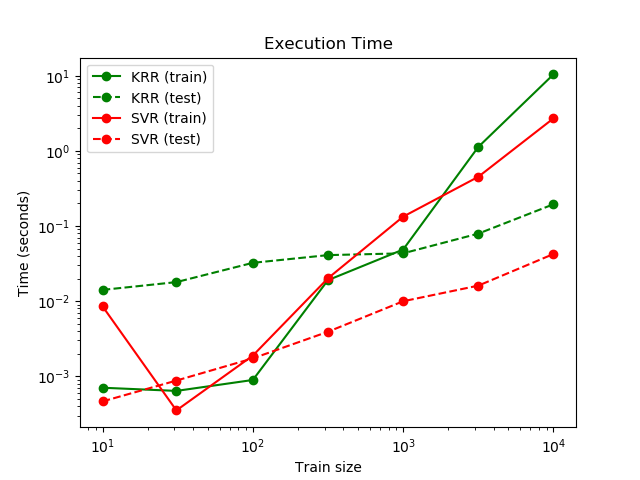 Execution Time
KRR (train)
KRR (test)
SVR (train)
SVR (test)
Time (seconds)
10¹
10⁰
10⁻¹
10⁻²
10⁻³
10¹
10²
10³
10⁴
Train size